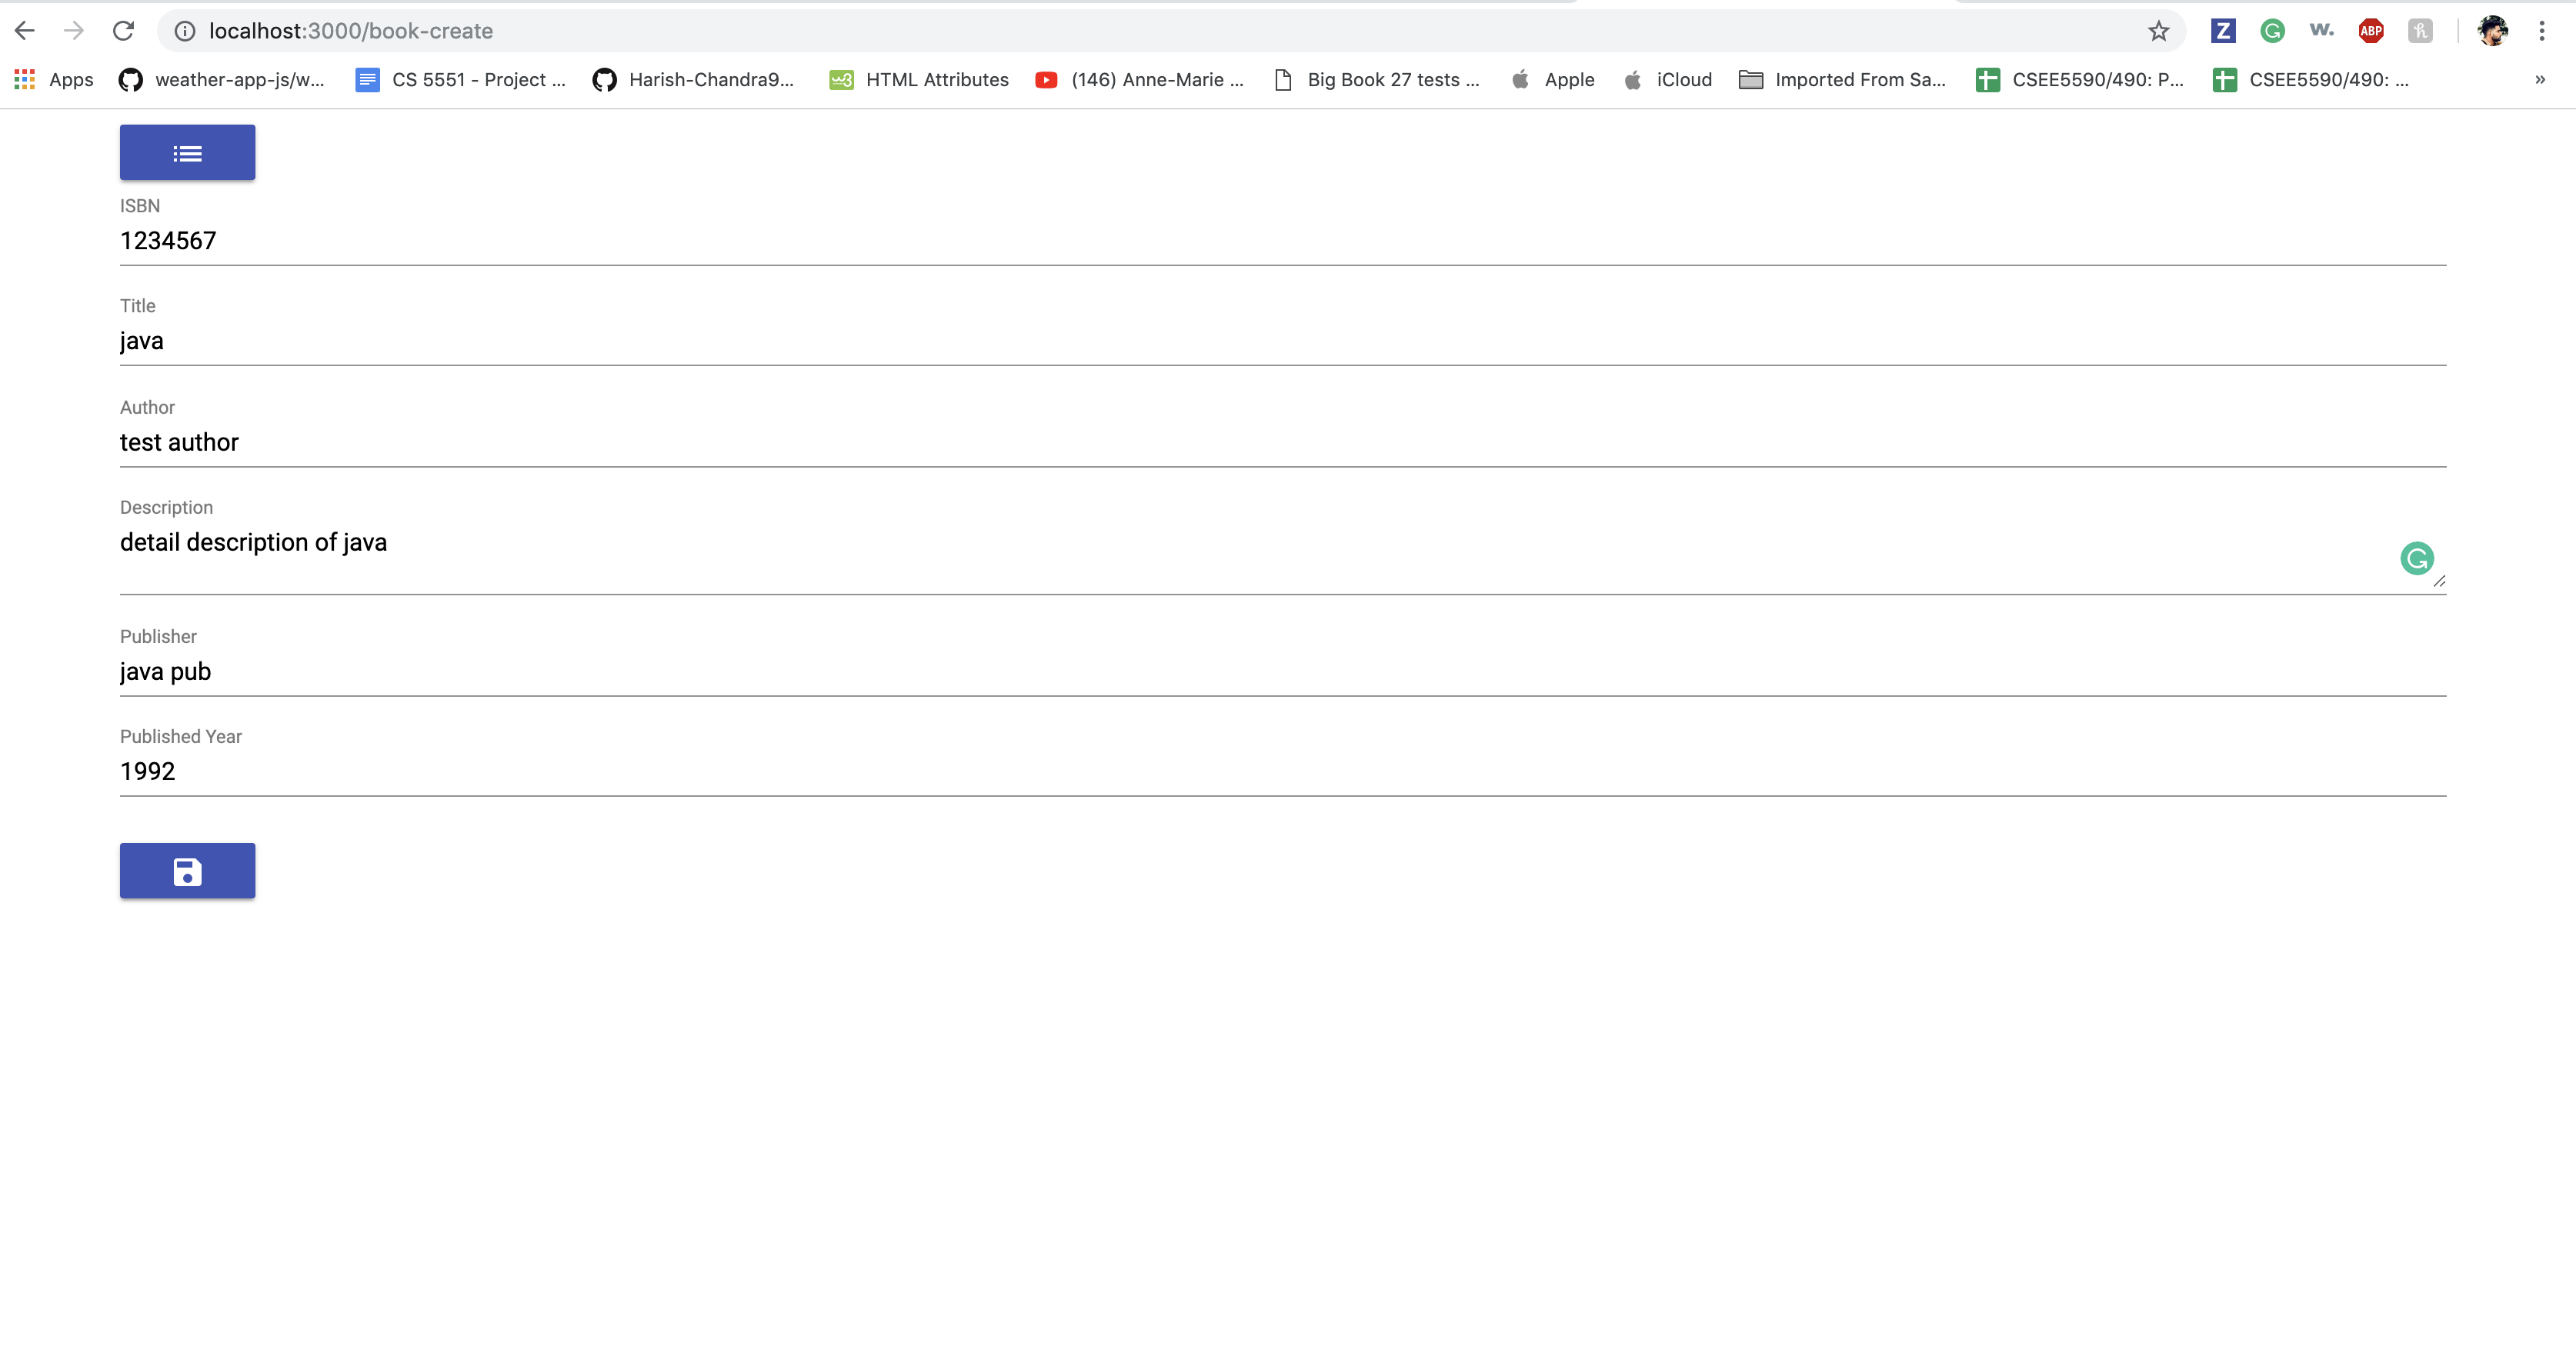 localhost:3000/book-create
Z G w. ABP h
Apps weather-app-js/w... CS 5551 - Project ... Harish-Chandra9... w3 HTML Attributes (146) Anne-Marie ... Big Book 27 tests ... Apple iCloud Imported From Sa... CSEE5590/490: P... CSEE5590/490: ... »
ISBN
1234567
Title
java
Author
test author
Description
detail description of java
Publisher
java pub
Published Year
1992